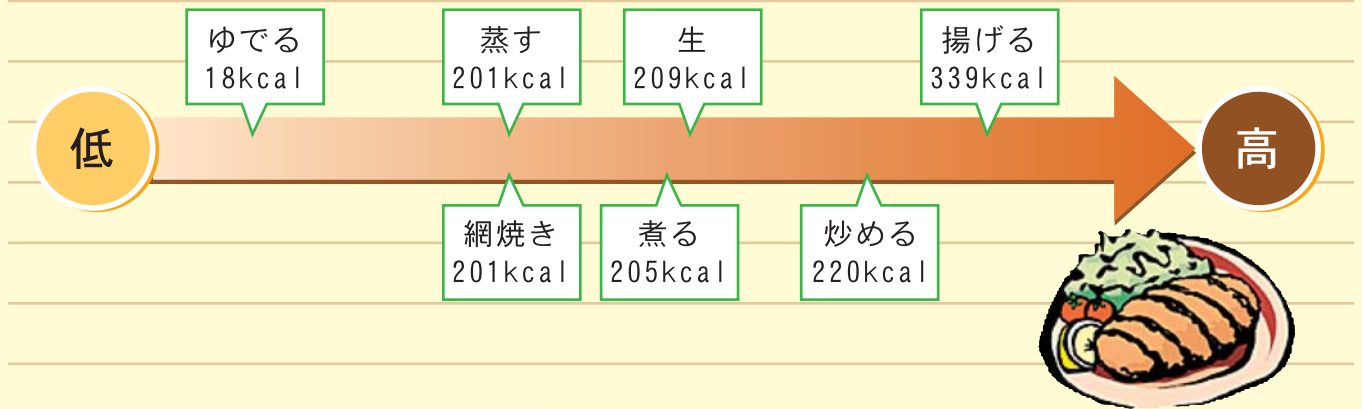 ゆでる
18kcal
蒸す
201kcal
生
209kcal
揚げる
339kcal
低
高
網焼き
201kcal
煮る
205kcal
炒める
220kcal